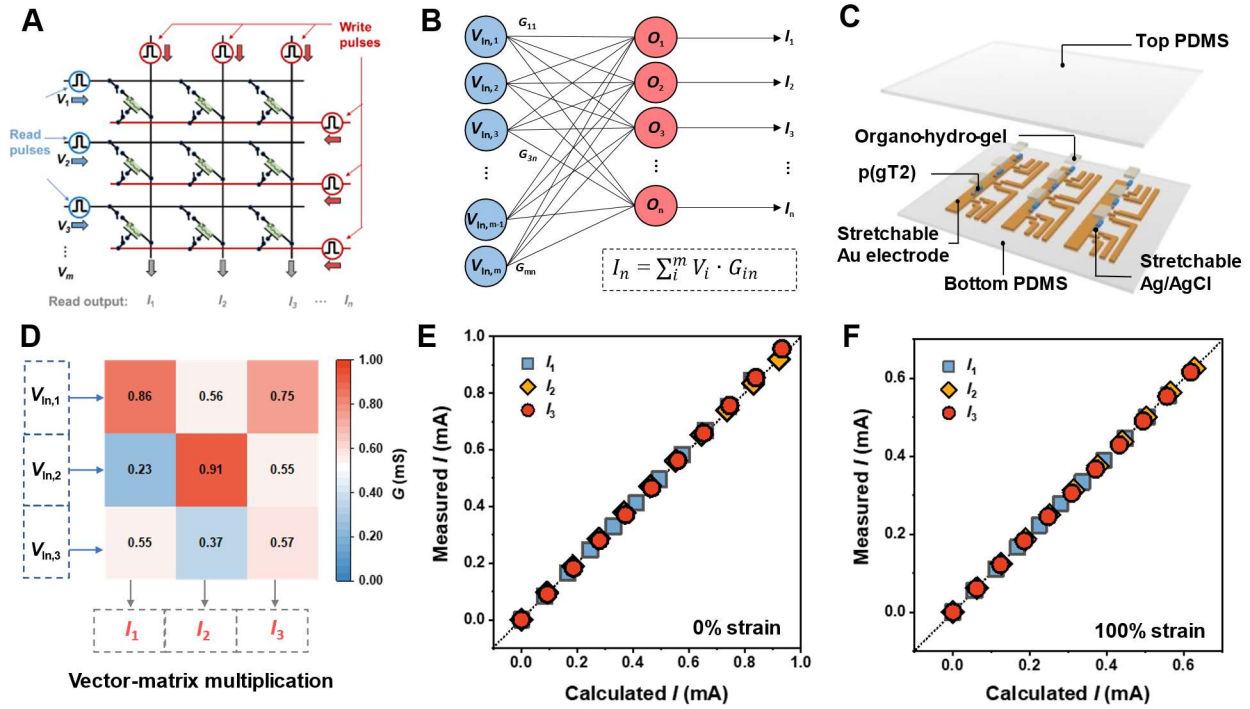 A
Write
pulses
V1
Read
pulses
V2
V3
⋮
Vm
Read output: I1 I2 I3 ··· In
B
VIn,1
VIn,2
VIn,3
⋮
VIn,m-1
VIn,m
G11
G3n
Gmn
O1
O2
O3
⋮
On
I1
I2
I3
⋮
In
In = ∑i^m Vi · Gin
C
Top PDMS
Organo-hydro-gel
p(gT2)
Stretchable
Au electrode
Bottom PDMS
Stretchable
Ag/AgCl
D
VIn,1
VIn,2
VIn,3
0.86 0.56 0.75
0.23 0.91 0.55
0.55 0.37 0.57
1.00
0.80
0.60
0.40
0.20
0.00
G (mS)
I1 I2 I3
Vector-matrix multiplication
E
I1
I2
I3
1.0
0.8
0.6
0.4
0.2
0.0
Measured I (mA)
0% strain
0.0 0.2 0.4 0.6 0.8 1.0
Calculated I (mA)
F
I1
I2
I3
0.6
0.4
0.2
0.0
Measured I (mA)
100% strain
0.0 0.2 0.4 0.6
Calculated I (mA)